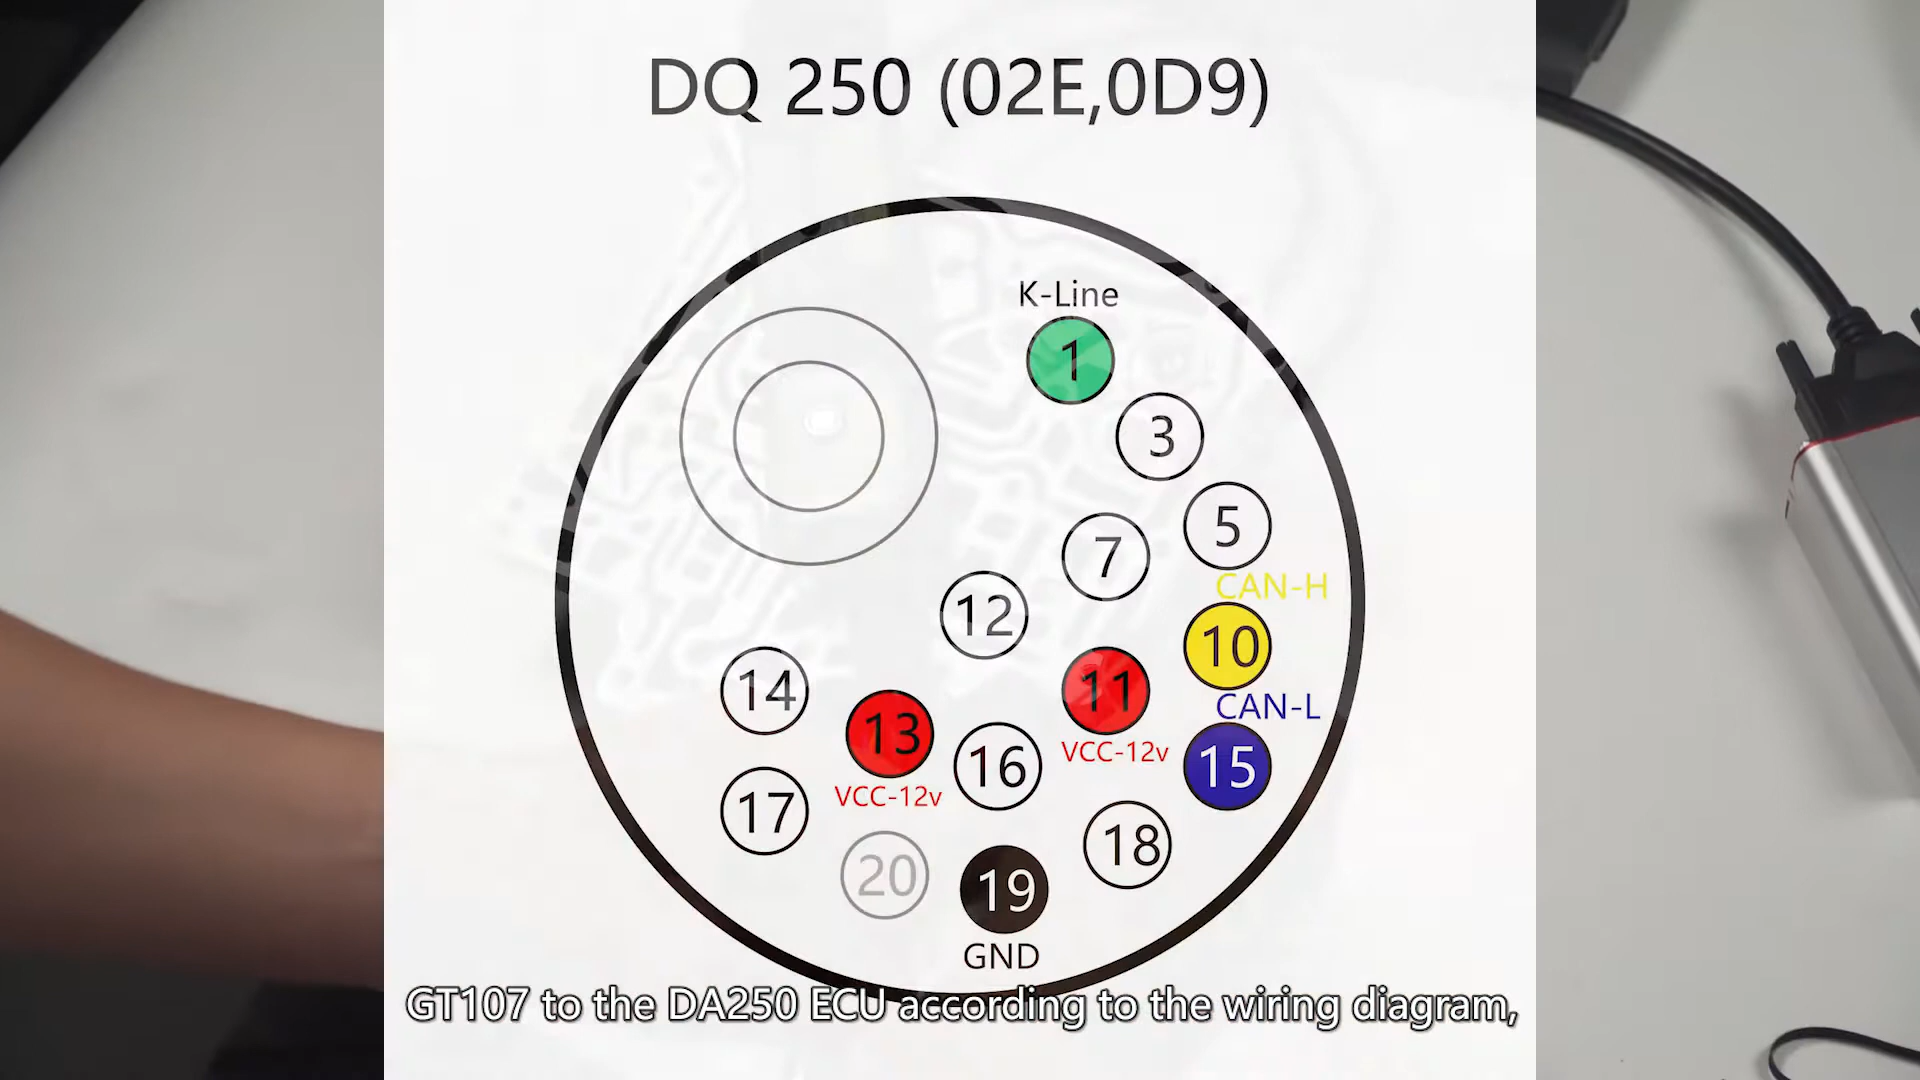 DQ 250 (02E,0D9)
K-Line
1
3
5
7
CAN-H
12
10
14
11
CAN-L
13
16
VCC-12v
15
VCC-12v
17
18
20
19
GND
GT107 to the DA250 ECU according to the wiring diagram,